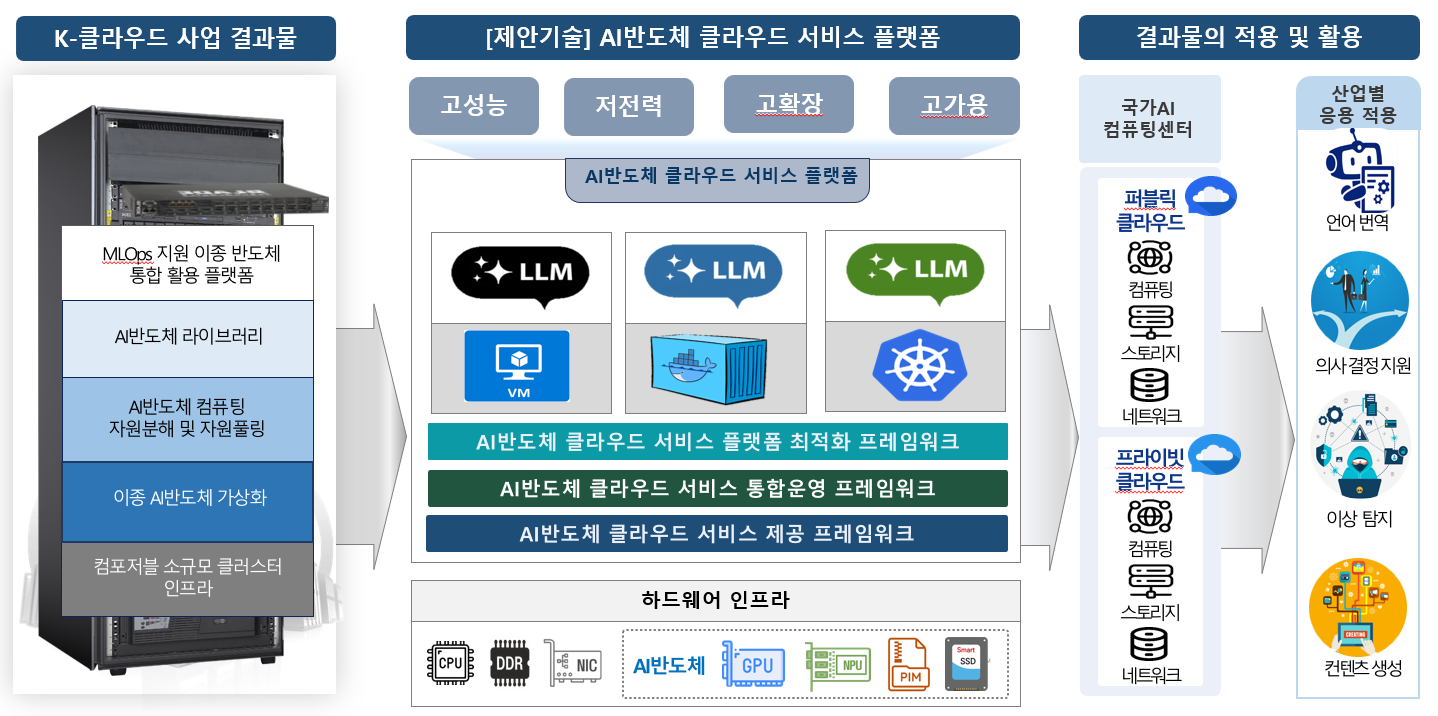 K-클라우드 사업 결과물
MLOps 지원 이종 반도체
통합 활용 플랫폼
AI반도체 라이브러리
AI반도체 컴퓨팅
자원분해 및 자원풀링
이종 AI반도체 가상화
컴포저블 소규모 클러스터
인프라
[제안기술] AI반도체 클라우드 서비스 플랫폼
고성능
저전력
고확장
고가용
AI반도체 클라우드 서비스 플랫폼
LLM
LLM
LLM
VM
AI반도체 클라우드 서비스 플랫폼 최적화 프레임워크
AI반도체 클라우드 서비스 통합운영 프레임워크
AI반도체 클라우드 서비스 제공 프레임워크
하드웨어 인프라
CPU
DDR
NIC
AI반도체
GPU
NPU
PIM
Smart
SSD
결과물의 적용 및 활용
국가AI
컴퓨팅센터
퍼블릭
클라우드
컴퓨팅
스토리지
네트워크
프라이빗
클라우드
컴퓨팅
스토리지
네트워크
산업별
응용 적용
언어 번역
의사 결정 지원
이상 탐지
CREATING
컨텐츠 생성